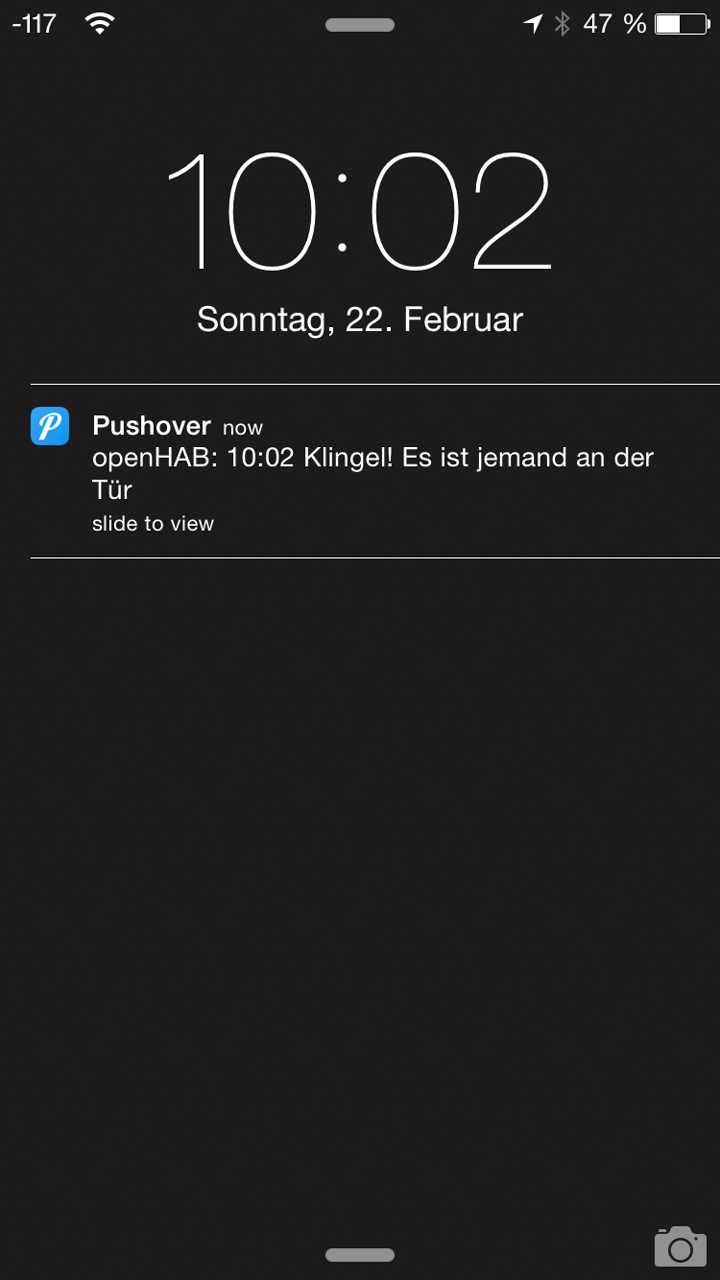 -117 47 %
10:02
Sonntag, 22. Februar
Pushover now
openHAB: 10:02 Klingel! Es ist jemand an der
Tür
slide to view